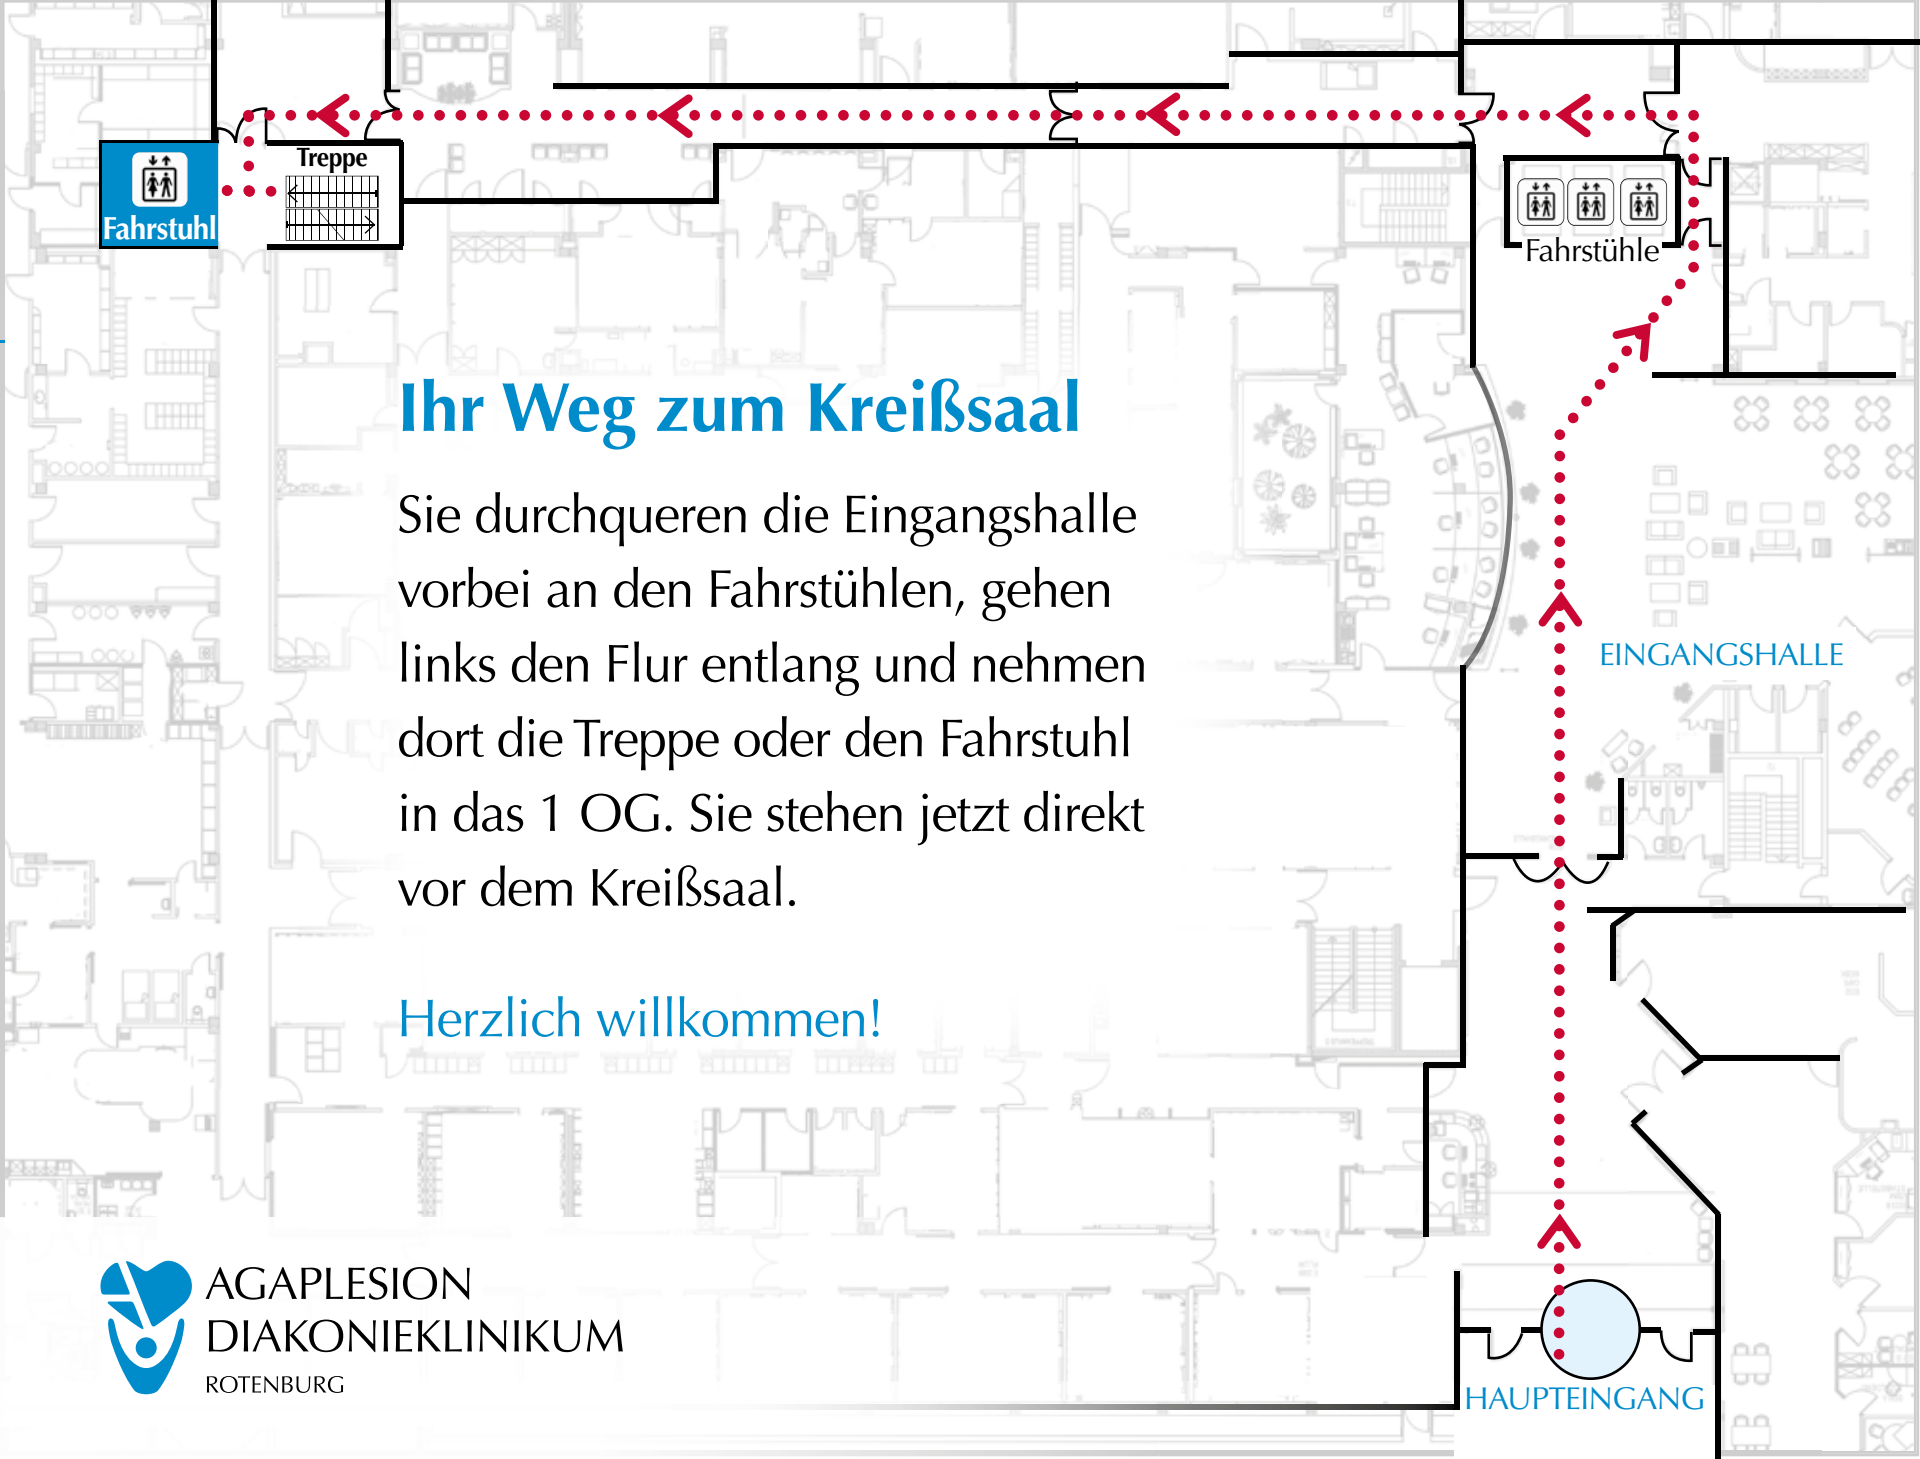 Treppe
Fahrstuhl
Fahrstühle
Ihr Weg zum Kreißsaal
Sie durchqueren die Eingangshalle
vorbei an den Fahrstühlen, gehen
links den Flur entlang und nehmen
dort die Treppe oder den Fahrstuhl
in das 1 OG. Sie stehen jetzt direkt
vor dem Kreißsaal.
Herzlich willkommen!
EINGANGSHALLE
AGAPLESION
DIAKONIEKLINIKUM
ROTENBURG
HAUPTEINGANG